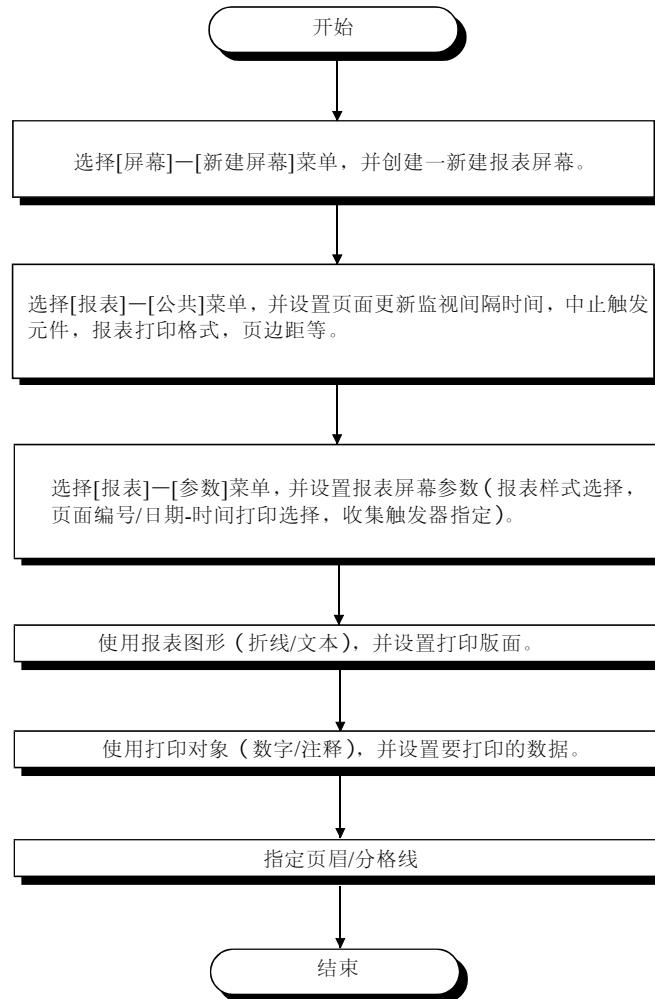 开始
选择[屏幕]－[新建屏幕]菜单，并创建一新建报表屏幕。
选择[报表]－[公共]菜单，并设置页面更新监视间隔时间，中止触发
元件，报表打印格式，页边距等。
选择[报表]－[参数]菜单，并设置报表屏幕参数（报表样式选择，
页面编号/日期-时间打印选择，收集触发器指定）。
使用报表图形（折线/文本），并设置打印版面。
使用打印对象（数字/注释），并设置要打印的数据。
指定页眉/分格线
结束